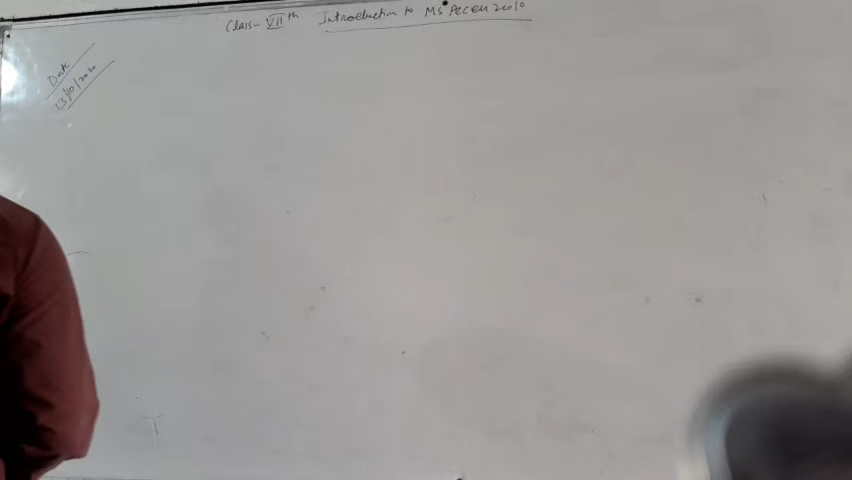 Class- VIIth Introduction to MS Access 2010
Date
13/10/2020